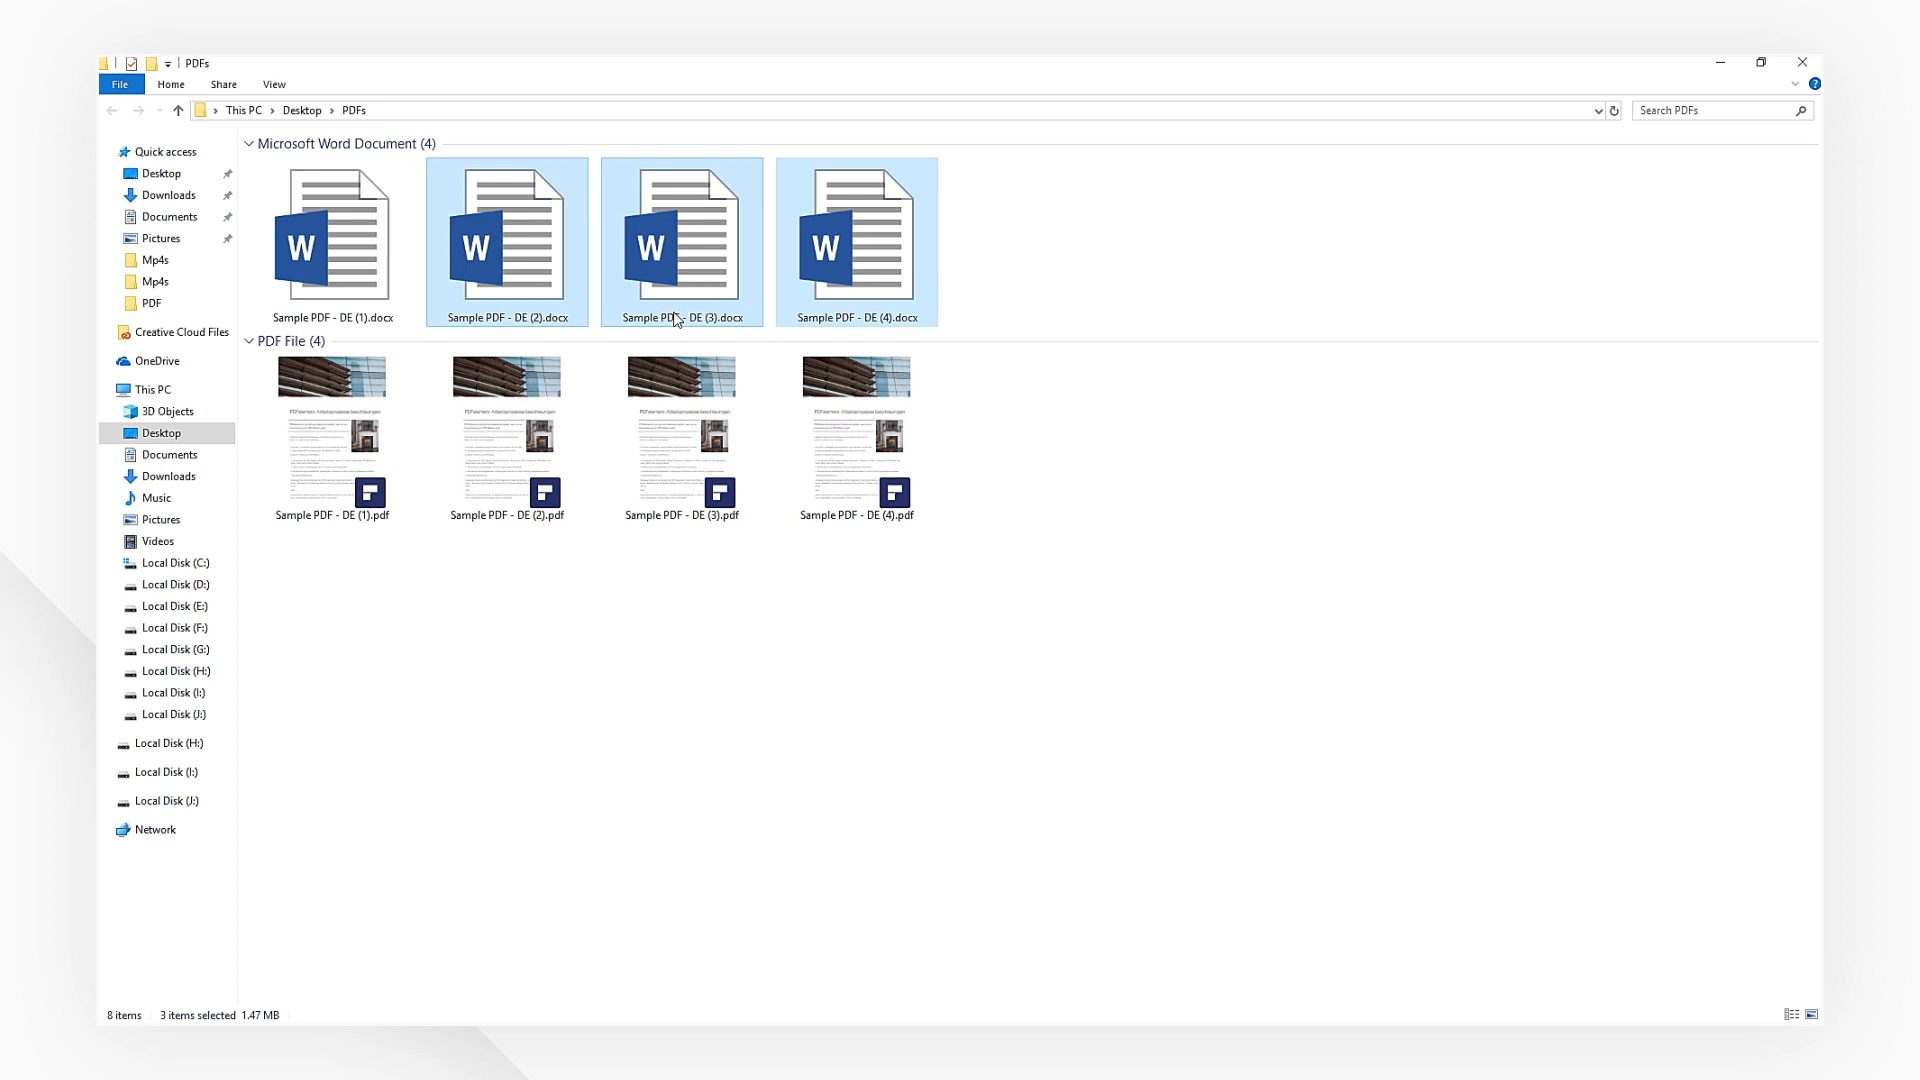 PDFs
File
Home
Share
View
This PC
Desktop
PDFs
Search PDFs
Quick access
Desktop
Downloads
Documents
Pictures
Mp4s
Mp4s
PDF
Creative Cloud Files
OneDrive
This PC
3D Objects
Desktop
Documents
Downloads
Music
Pictures
Videos
Local Disk (C:)
Local Disk (D:)
Local Disk (E:)
Local Disk (F:)
Local Disk (G:)
Local Disk (H:)
Local Disk (I:)
Local Disk (J:)
Local Disk (H:)
Local Disk (I:)
Local Disk (J:)
Network
Microsoft Word Document (4)
W
W
W
W
Sample PDF - DE (1).docx
Sample PDF - DE (2).docx
Sample PDF - DE (3).docx
Sample PDF - DE (4).docx
PDF File (4)
Sample PDF - DE (1).pdf
Sample PDF - DE (2).pdf
Sample PDF - DE (3).pdf
Sample PDF - DE (4).pdf
8 items
3 items selected 1.47 MB